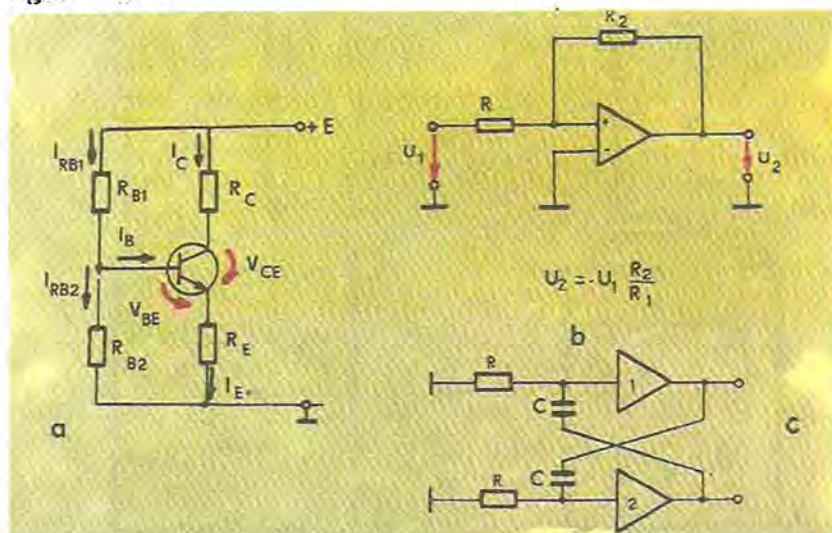 +E
I_RB1
I_C
R_B1
R_C
I_B
V_CE
I_RB2
V_BE
R_B2
R_E
I_E
a
R_2
R
+
-
U_1
U_2
U_2 = -U_1 R_2/R_1
b
R
1
C
C
R
2
c